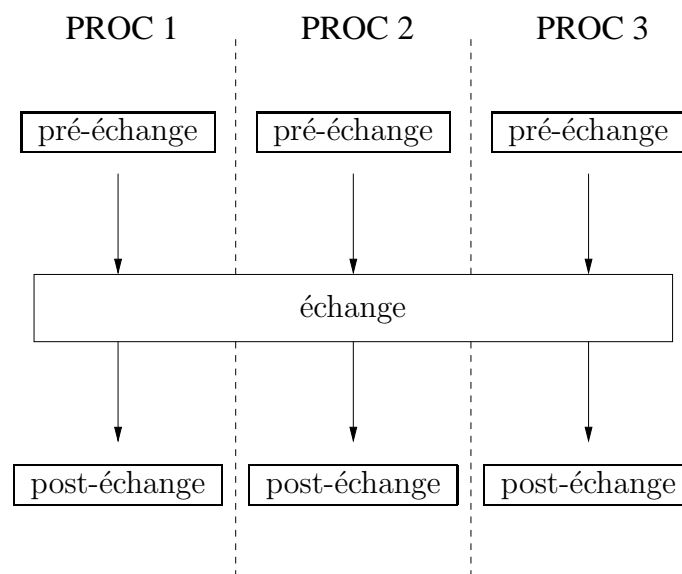 PROC 1 PROC 2 PROC 3
pré-échange pré-échange pré-échange
échange
post-échange post-échange post-échange